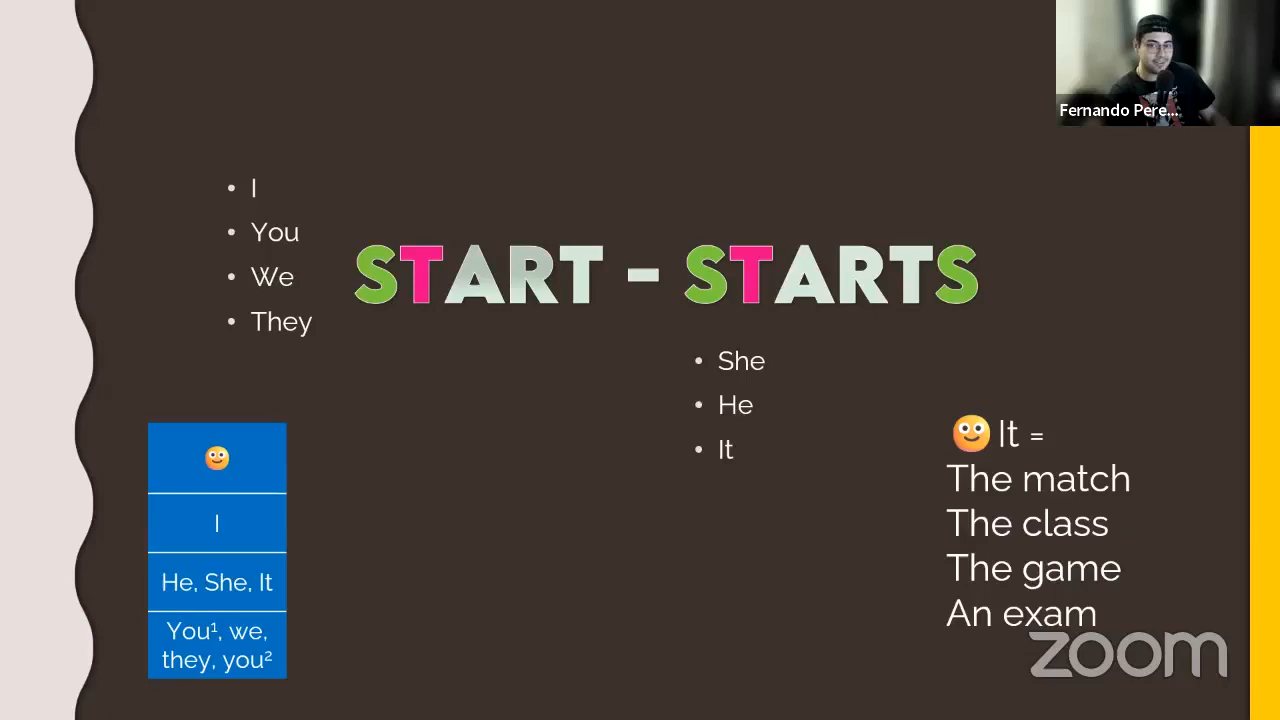 Fernando Pere...
• I
• You
• We
• They
START - STARTS
• She
• He
• It
I
He, She, It
You¹, we,
they, you²
It =
The match
The class
The game
An exam
zoom